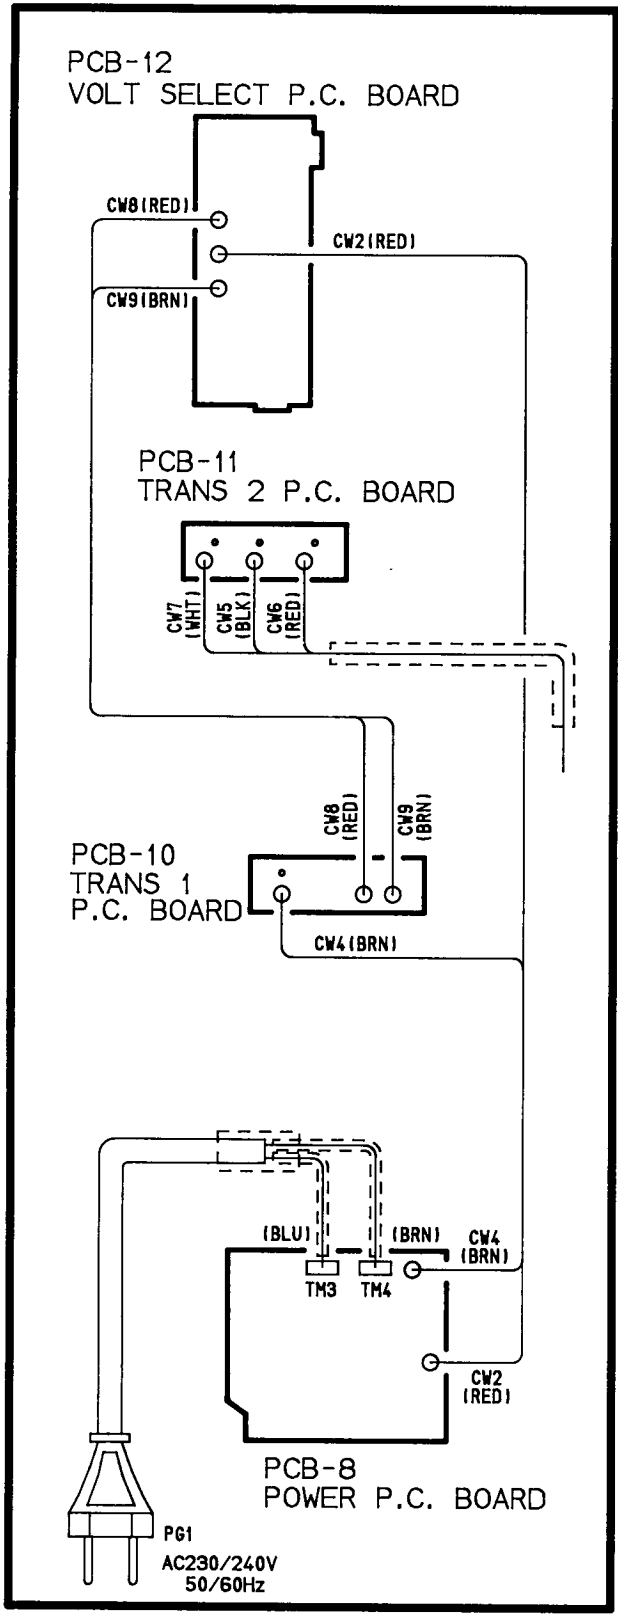 PCB-12
VOLT SELECT P.C. BOARD
CW8(RED)
CW2(RED)
CW9(BRN)
PCB-11
TRANS 2 P.C. BOARD
CW7
(WHT)
CW5
(BLK)
CW6
(RED)
CW8
(RED)
CW9
(BRN)
PCB-10
TRANS 1
P.C. BOARD
CW4(BRN)
(BLU)
(BRN)
CW4
(BRN)
TM3
TM4
CW2
(RED)
PCB-8
POWER P.C. BOARD
PG1
AC230/240V
50/60Hz